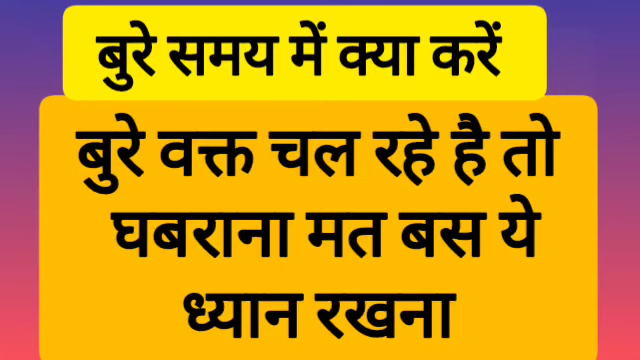 बुरे समय में क्या करें
बुरे वक्त चल रहे है तो
घबराना मत बस ये
ध्यान रखना